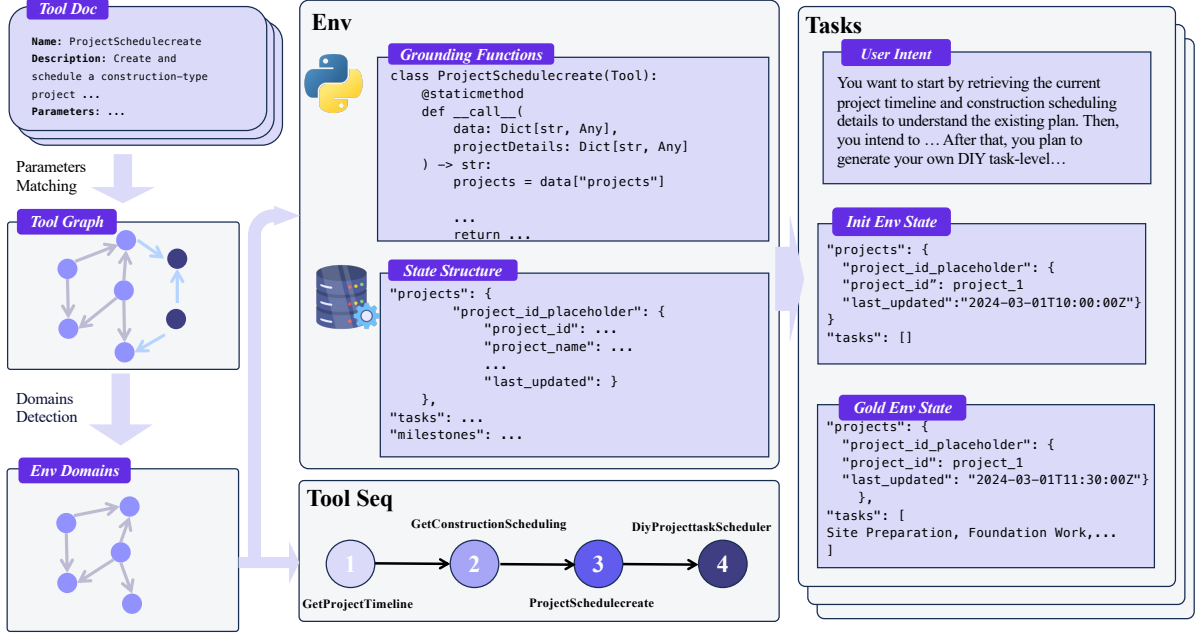 Tool Doc
Name: ProjectSchedulecreate
Description: Create and
schedule a construction-type
project ...
Parameters: ...
Parameters
Matching
Tool Graph
Domains
Detection
Env Domains
Env
Grounding Functions
class ProjectSchedulecreate(Tool):
@staticmethod
def __call__(
data: Dict[str, Any],
projectDetails: Dict[str, Any]
) -> str:
projects = data["projects"]
...
return ...
State Structure
"projects": {
"project_id_placeholder": {
"project_id": ...
"project_name": ...
...
"last_updated": }
},
"tasks": ...
"milestones": ...
Tool Seq
GetConstructionScheduling
DiyProjecttaskScheduler
1
2
3
4
GetProjectTimeline
ProjectSchedulecreate
Tasks
User Intent
You want to start by retrieving the current
project timeline and construction scheduling
details to understand the existing plan. Then,
you intend to … After that, you plan to
generate your own DIY task-level…
Init Env State
"projects": {
"project_id_placeholder": {
"project_id”: project_1
"last_updated":"2024-03-01T10:00:00Z"}
}
"tasks": []
Gold Env State
"projects": {
"project_id_placeholder": {
"project_id": project_1
"last_updated": "2024-03-01T11:30:00Z"}
},
"tasks": [
Site Preparation, Foundation Work,...
]